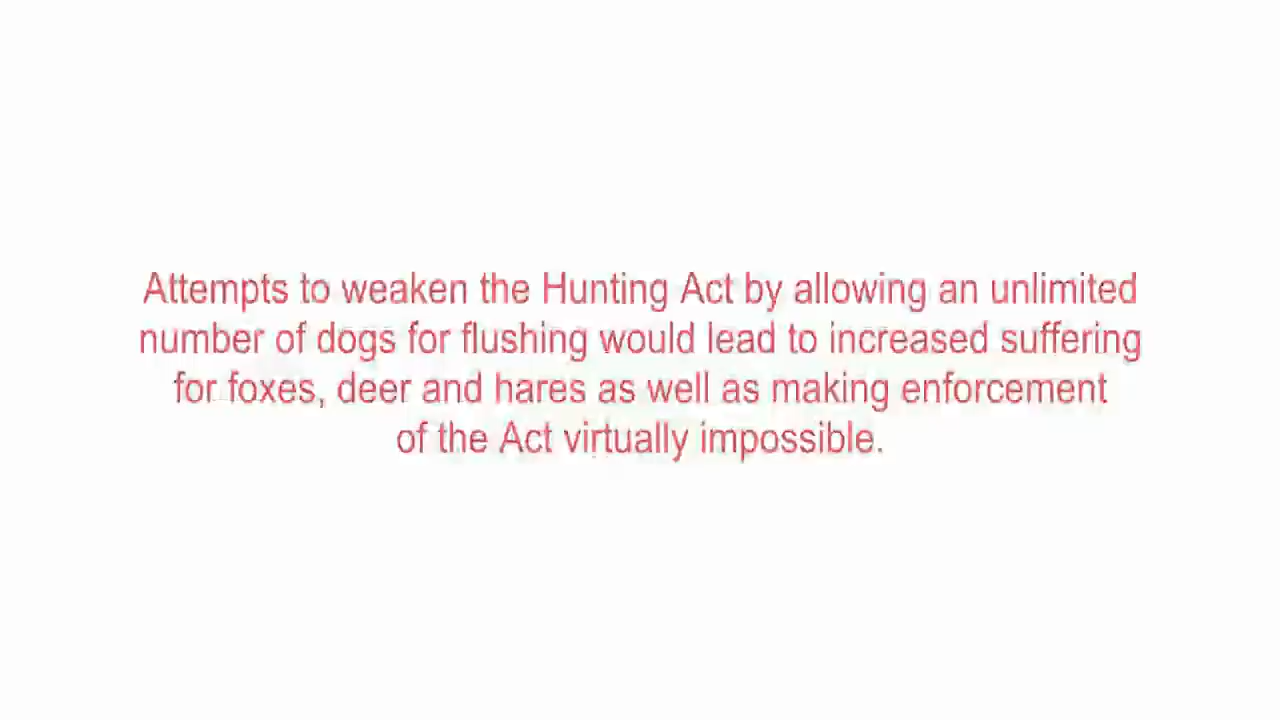 Attempts to weaken the Hunting Act by allowing an unlimited
number of dogs for flushing would lead to increased suffering
for foxes, deer and hares as well as making enforcement
of the Act virtually impossible.